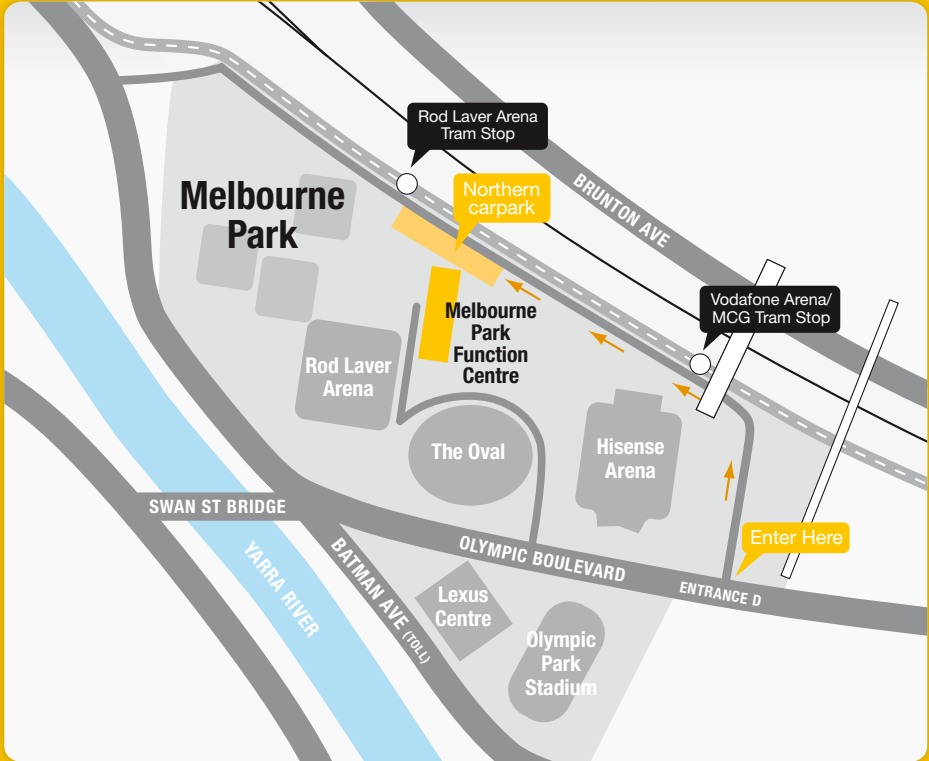 Rod Laver Arena
Tram Stop
Northern
carpark
BRUNTON AVE
Melbourne
Park
Vodafone Arena/
MCG Tram Stop
Melbourne
Park
Function
Centre
Rod Laver
Arena
The Oval
Hisense
Arena
SWAN ST BRIDGE
Enter Here
OLYMPIC BOULEVARD
ENTRANCE D
YARRA RIVER
BATMAN AVE (TOLL)
Lexus
Centre
Olympic
Park
Stadium